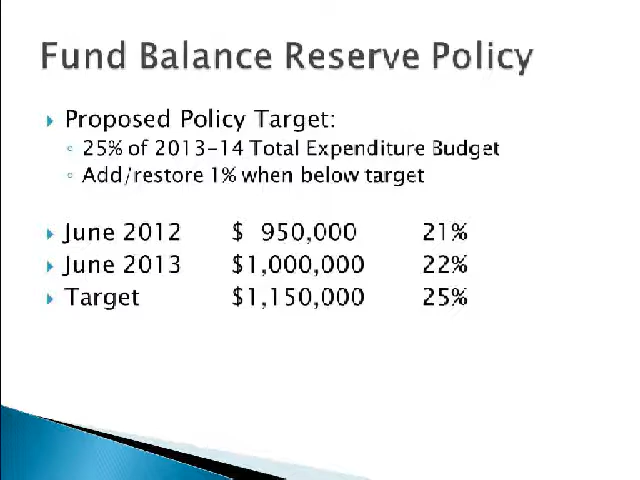 Fund Balance Reserve Policy
Proposed Policy Target:
25% of 2013-14 Total Expenditure Budget
Add/restore 1% when below target
June 2012 $ 950,000 21%
June 2013 $1,000,000 22%
Target $1,150,000 25%